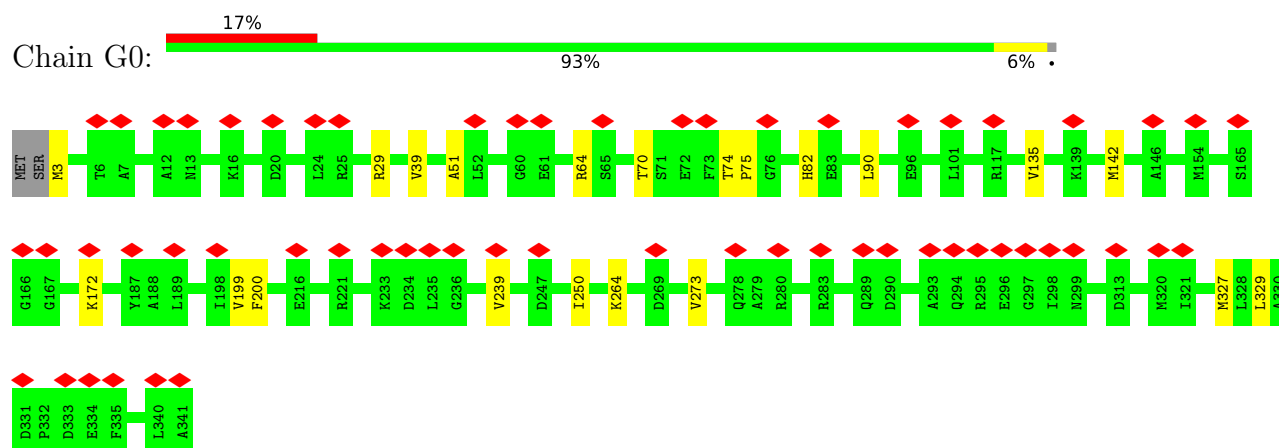 17%
Chain G0:
93% 6% •
MET SER M3 T6 A7 A12 N13 K16 D20 L24 R25 R29 V39 A51 L52 G60 E61 R64 S65 T70 S71 E72 F73 T74 P75 G76 H82 E83 L90 E96 L101 R117 V135 K139 M142 A146 M154 S165
G166 G167 K172 Y187 A188 L189 I198 V199 F200 E216 R221 K233 D234 L235 G236 V239 D247 I250 K264 D269 V273 Q278 A279 R280 R283 Q289 D290 A293 Q294 R295 E296 G297 I298 N299 D313 M320 I321 M327 L328 L329 A330
D331 P332 D333 E334 F335 L340 A341